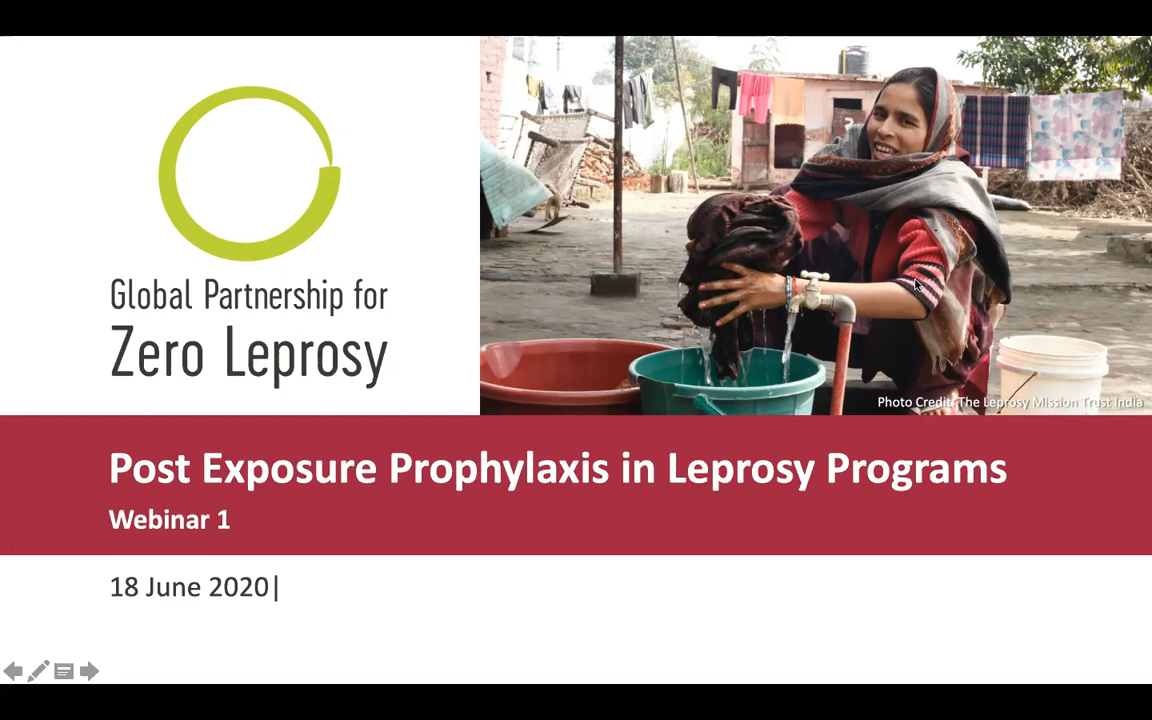 Global Partnership for
Zero Leprosy
Photo Credit: The Leprosy Mission Trust India
Post Exposure Prophylaxis in Leprosy Programs
Webinar 1
18 June 2020|